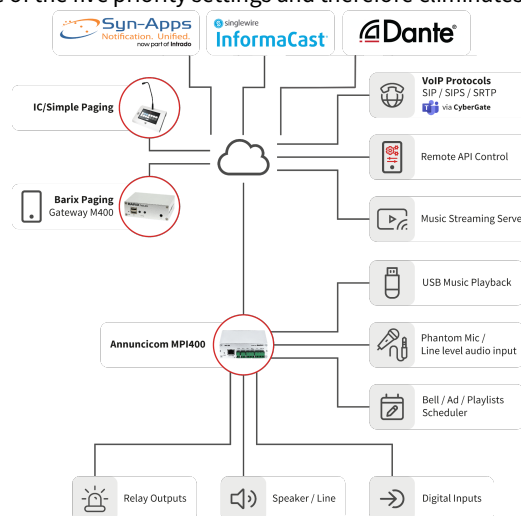 of the five priority settings and therefore eliminates
Syn-Apps
Notification. Unified.
now part of Intrado
singlewire
InformaCast
Dante
VoIP Protocols
SIP / SIPS / SRTP
via CyberGate
IC/Simple Paging
Remote API Control
Barix Paging
Gateway M400
Music Streaming Serve
USB Music Playback
Annuncicom MPI400
Phantom Mic /
Line level audio input
Bell / Ad / Playlists
Scheduler
Relay Outputs
Speaker / Line
Digital Inputs